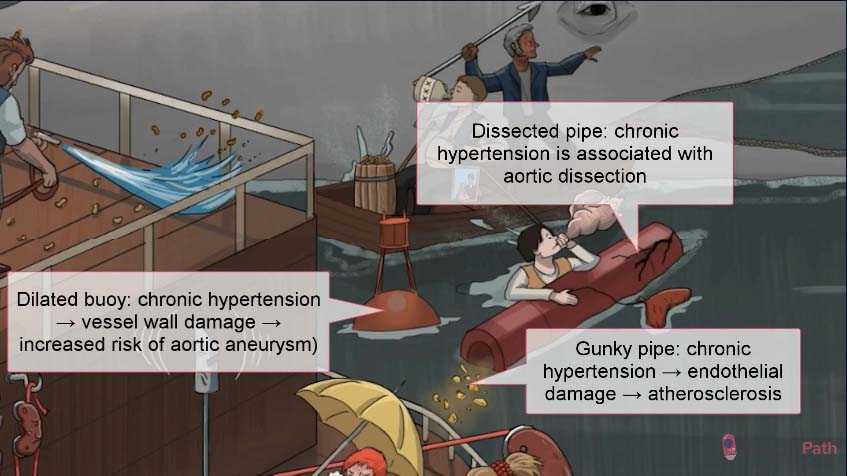 Dissected pipe: chronic
hypertension is associated with
aortic dissection
Dilated buoy: chronic hypertension
→ vessel wall damage →
increased risk of aortic aneurysm)
Gunky pipe: chronic
hypertension → endothelial
damage → atherosclerosis
Path